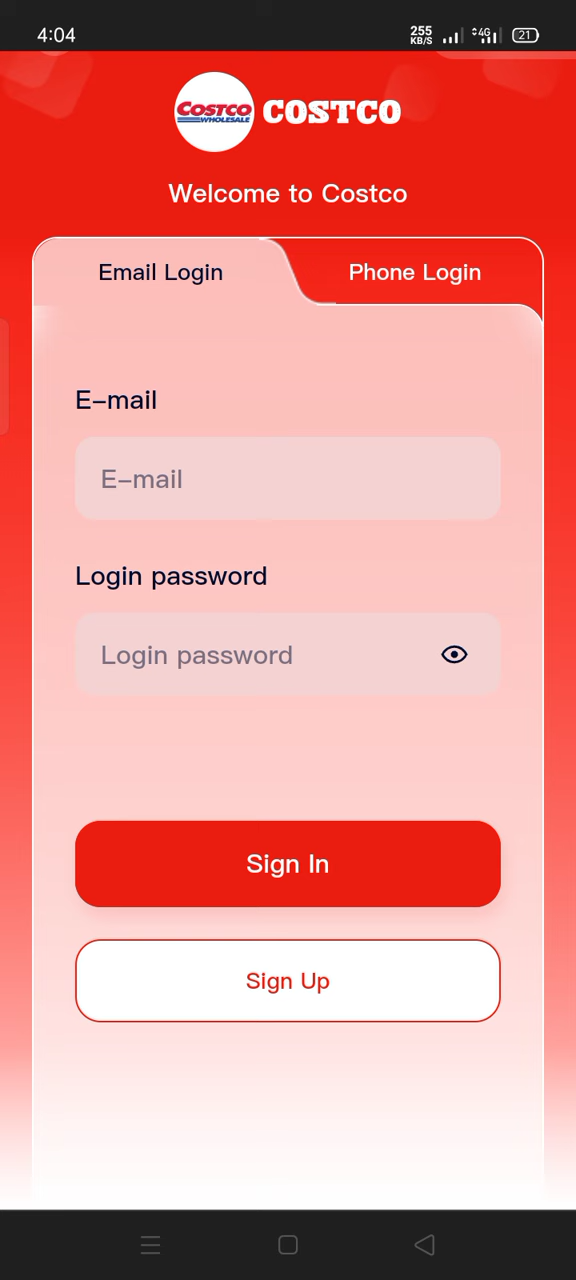 4:04
255
KB/S
4G
21
COSTCO
WHOLESALE
COSTCO
Welcome to Costco
Email Login
Phone Login
E-mail
E-mail
Login password
Login password
Sign In
Sign Up